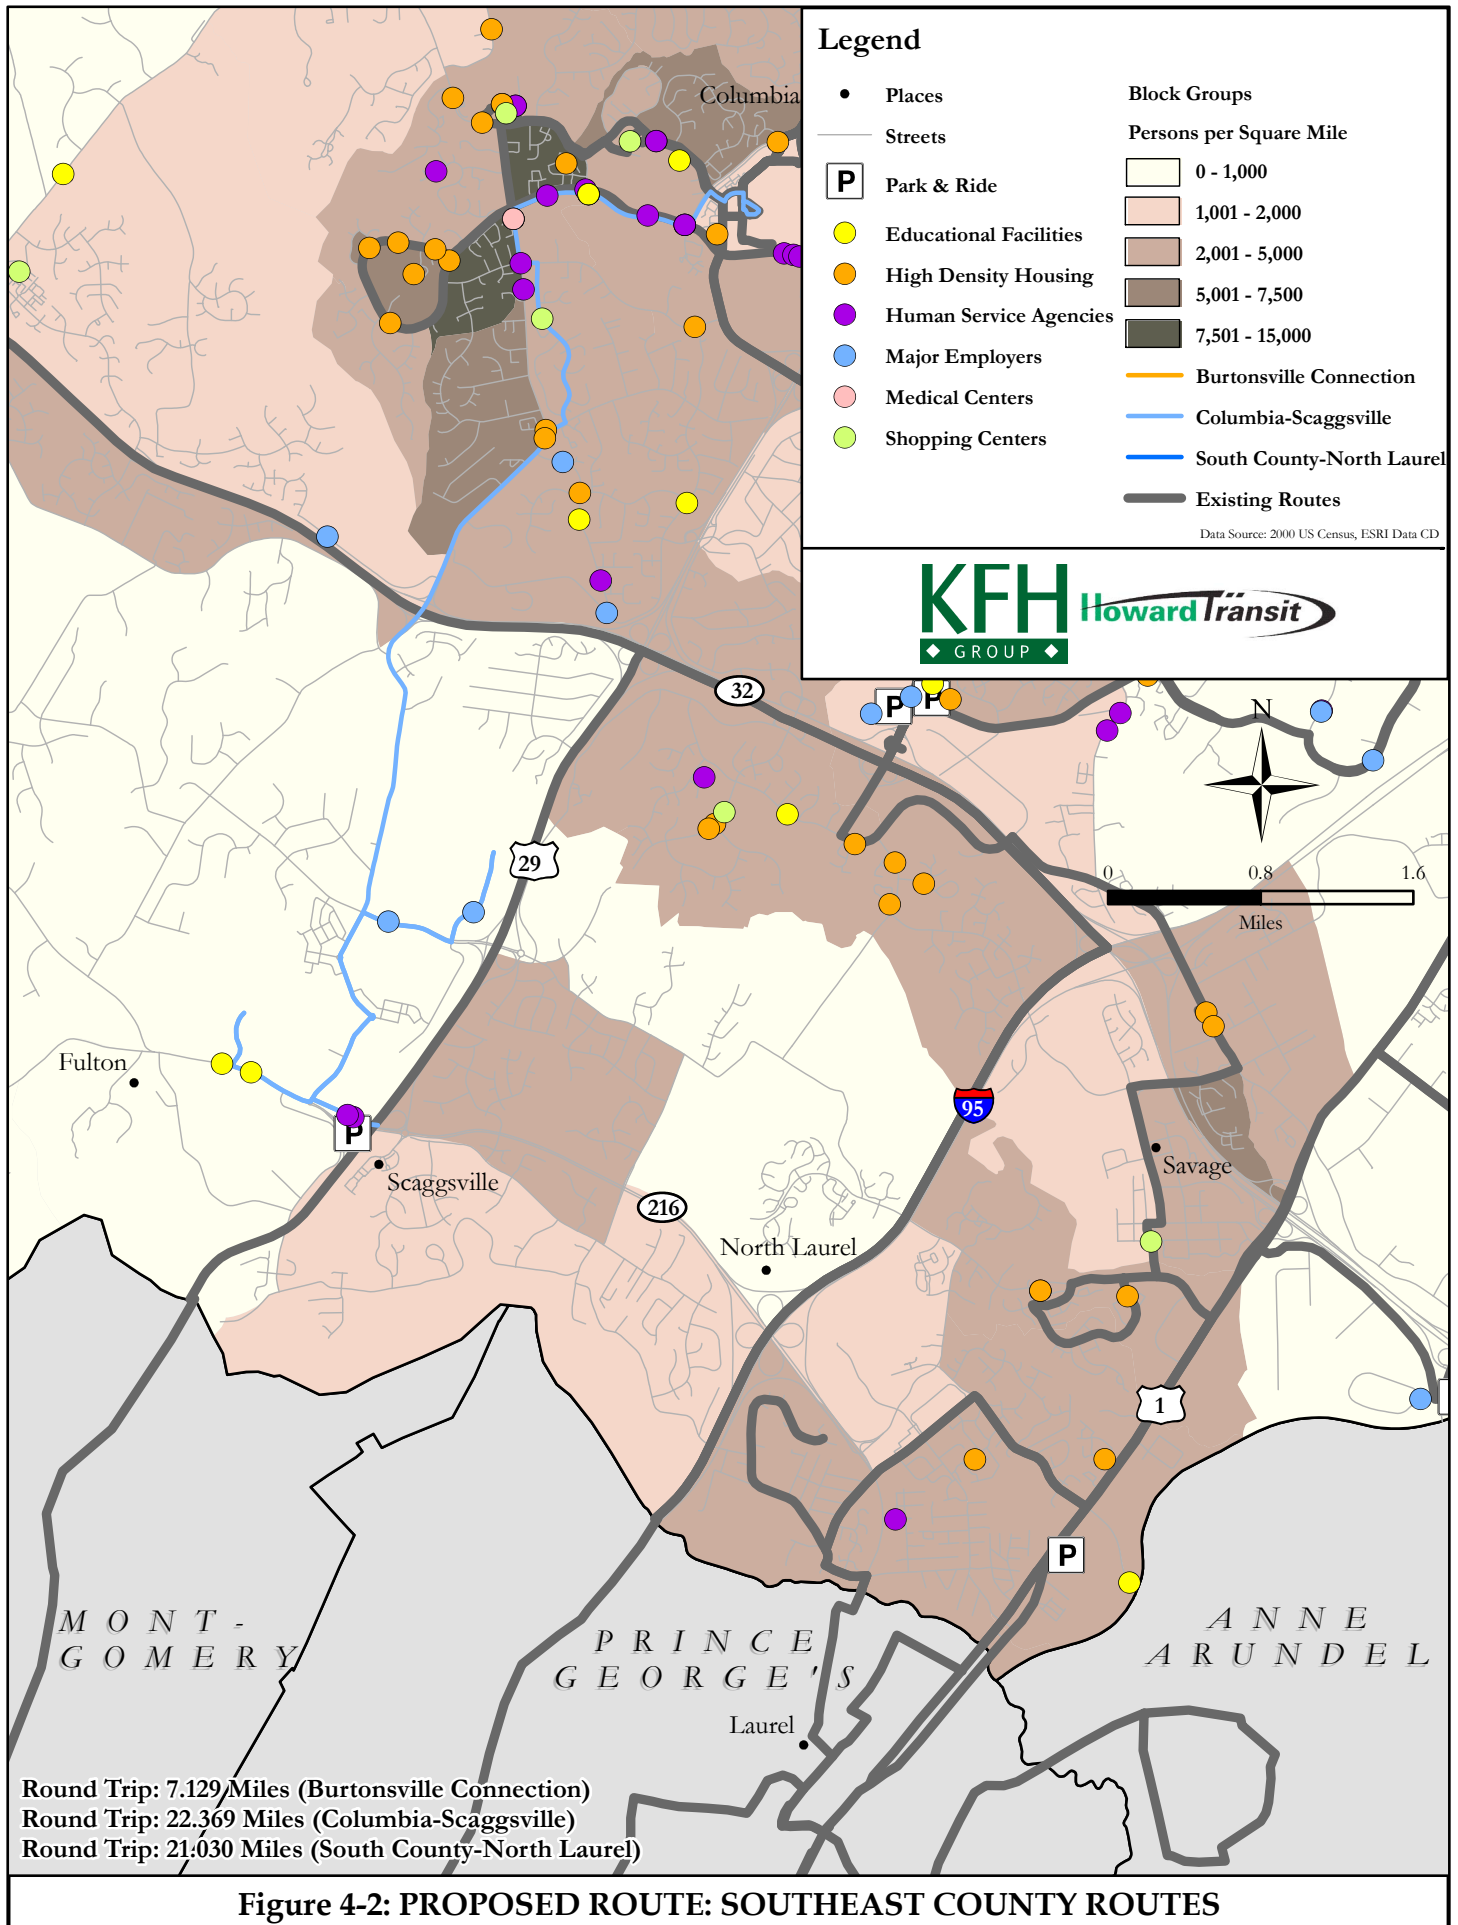 Legend
Places
Streets
P Park & Ride
Educational Facilities
High Density Housing
Human Service Agencies
Major Employers
Medical Centers
Shopping Centers
Block Groups
Persons per Square Mile
0 - 1,000
1,001 - 2,000
2,001 - 5,000
5,001 - 7,500
7,501 - 15,000
Burtonsville Connection
Columbia-Scaggsville
South County-North Laurel
Existing Routes
Data Source: 2000 US Census, ESRI Data CD
KFH
GROUP
Howard Transit
Columbia
32
P
P
N
0 0.8 1.6
Miles
29
Fulton
P
Scaggsville
95
Savage
216
North Laurel
1
P
MONT-
GOMERY
PRINCE
GEORGE'S
ANNE
ARUNDEL
Laurel
Round Trip: 7.129 Miles (Burtonsville Connection)
Round Trip: 22.369 Miles (Columbia-Scaggsville)
Round Trip: 21.030 Miles (South County-North Laurel)
Figure 4-2: PROPOSED ROUTE: SOUTHEAST COUNTY ROUTES